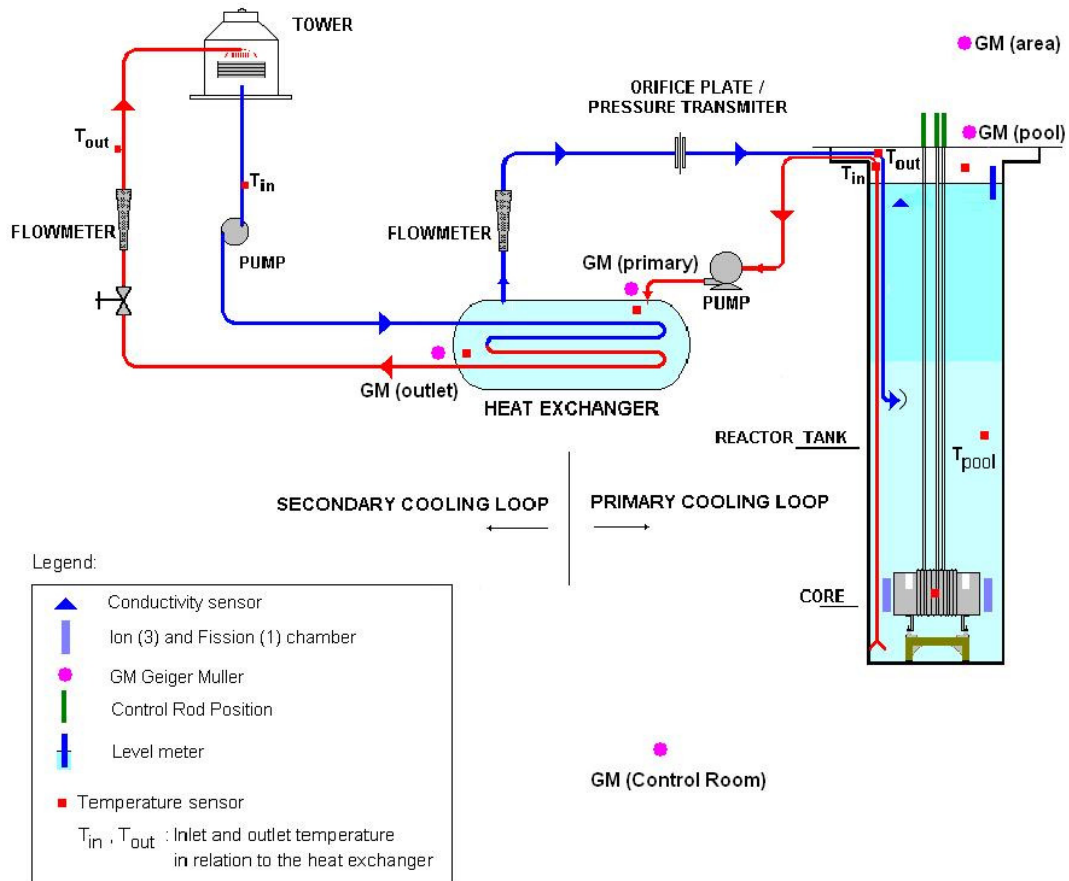 TOWER
GM (area)
ORIFICE PLATE /
PRESSURE TRANSMITER
GM (pool)
Tout
Tout
Tin
Tin
FLOWMETER
FLOWMETER
PUMP
GM (primary)
PUMP
GM (outlet)
HEAT EXCHANGER
REACTOR TANK
Tpool
SECONDARY COOLING LOOP
PRIMARY COOLING LOOP
Legend:
Conductivity sensor
Ion (3) and Fission (1) chamber
GM Geiger Muller
Control Rod Position
Level meter
Temperature sensor
Tin , Tout : Inlet and outlet temperature
in relation to the heat exchanger
CORE
GM (Control Room)